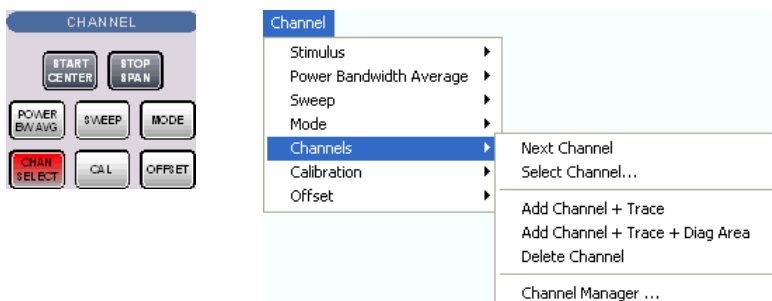 CHANNEL
START
CENTER
STOP
SPAN
POWER
BW AVG
SWEEP
MODE
CHAN
SELECT
CAL
OFFSET
Channel
Stimulus
Power Bandwidth Average
Sweep
Mode
Channels
Calibration
Offset
Next Channel
Select Channel...
Add Channel + Trace
Add Channel + Trace + Diag Area
Delete Channel
Channel Manager ...